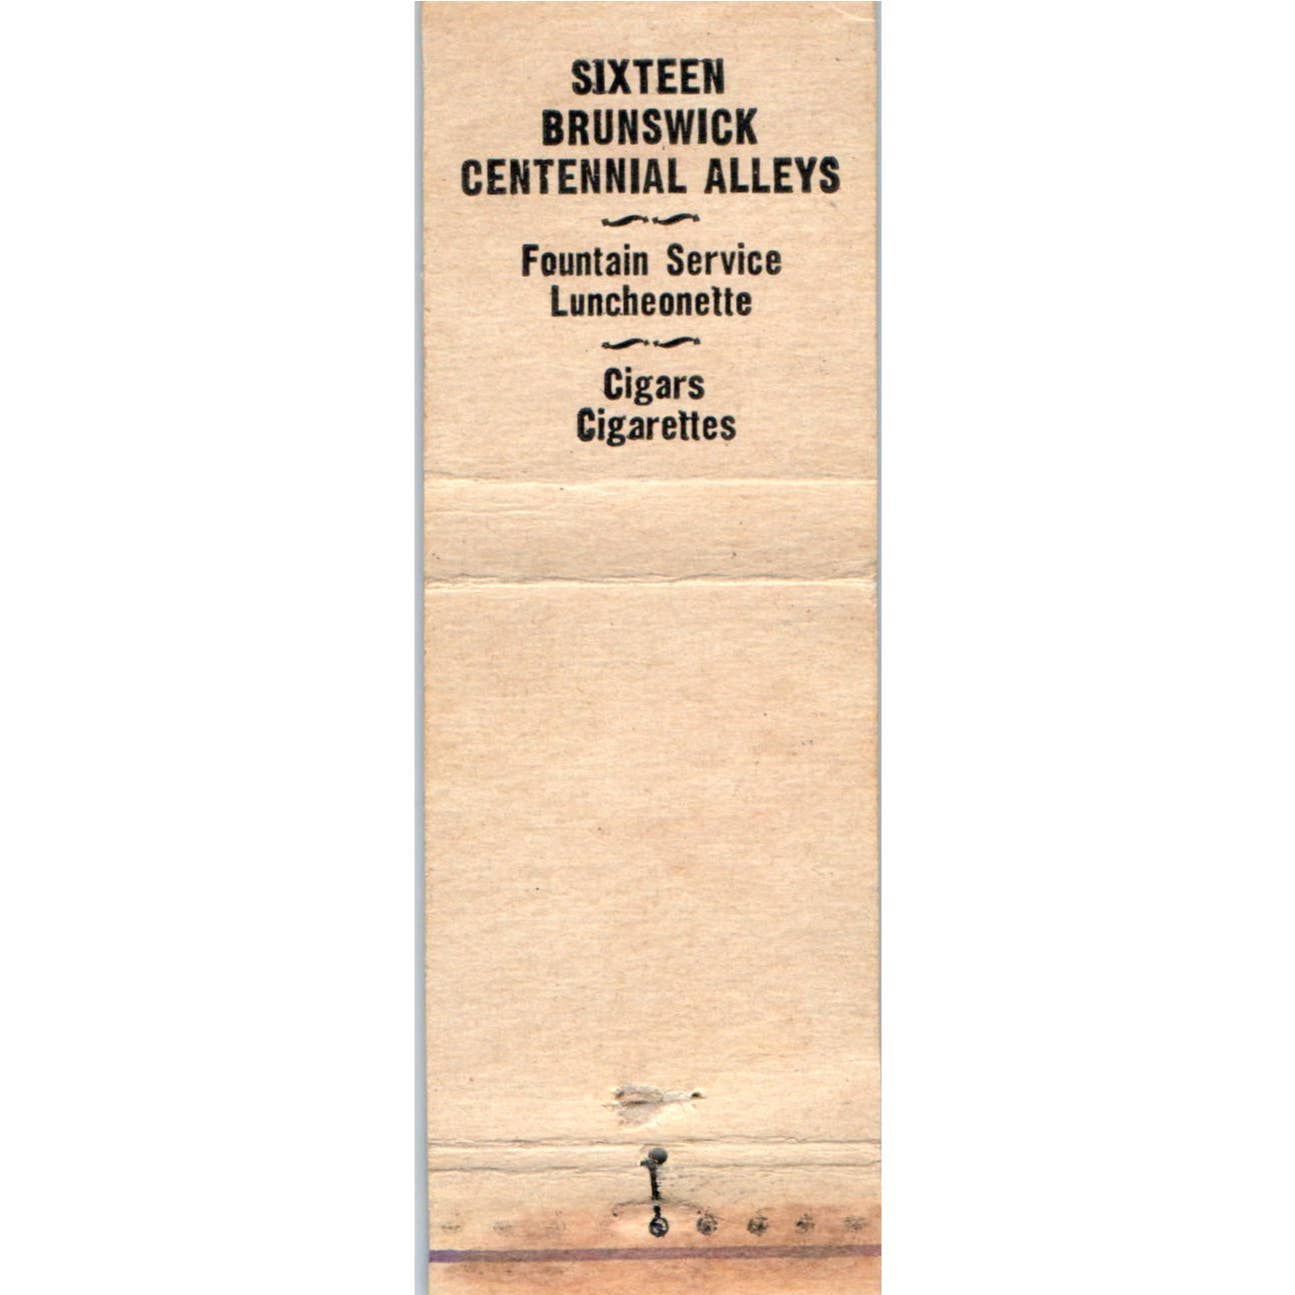 SIXTEEN
BRUNSWICK
CENTENNIAL ALLEYS
Fountain Service
Luncheonette
Cigars
Cigarettes